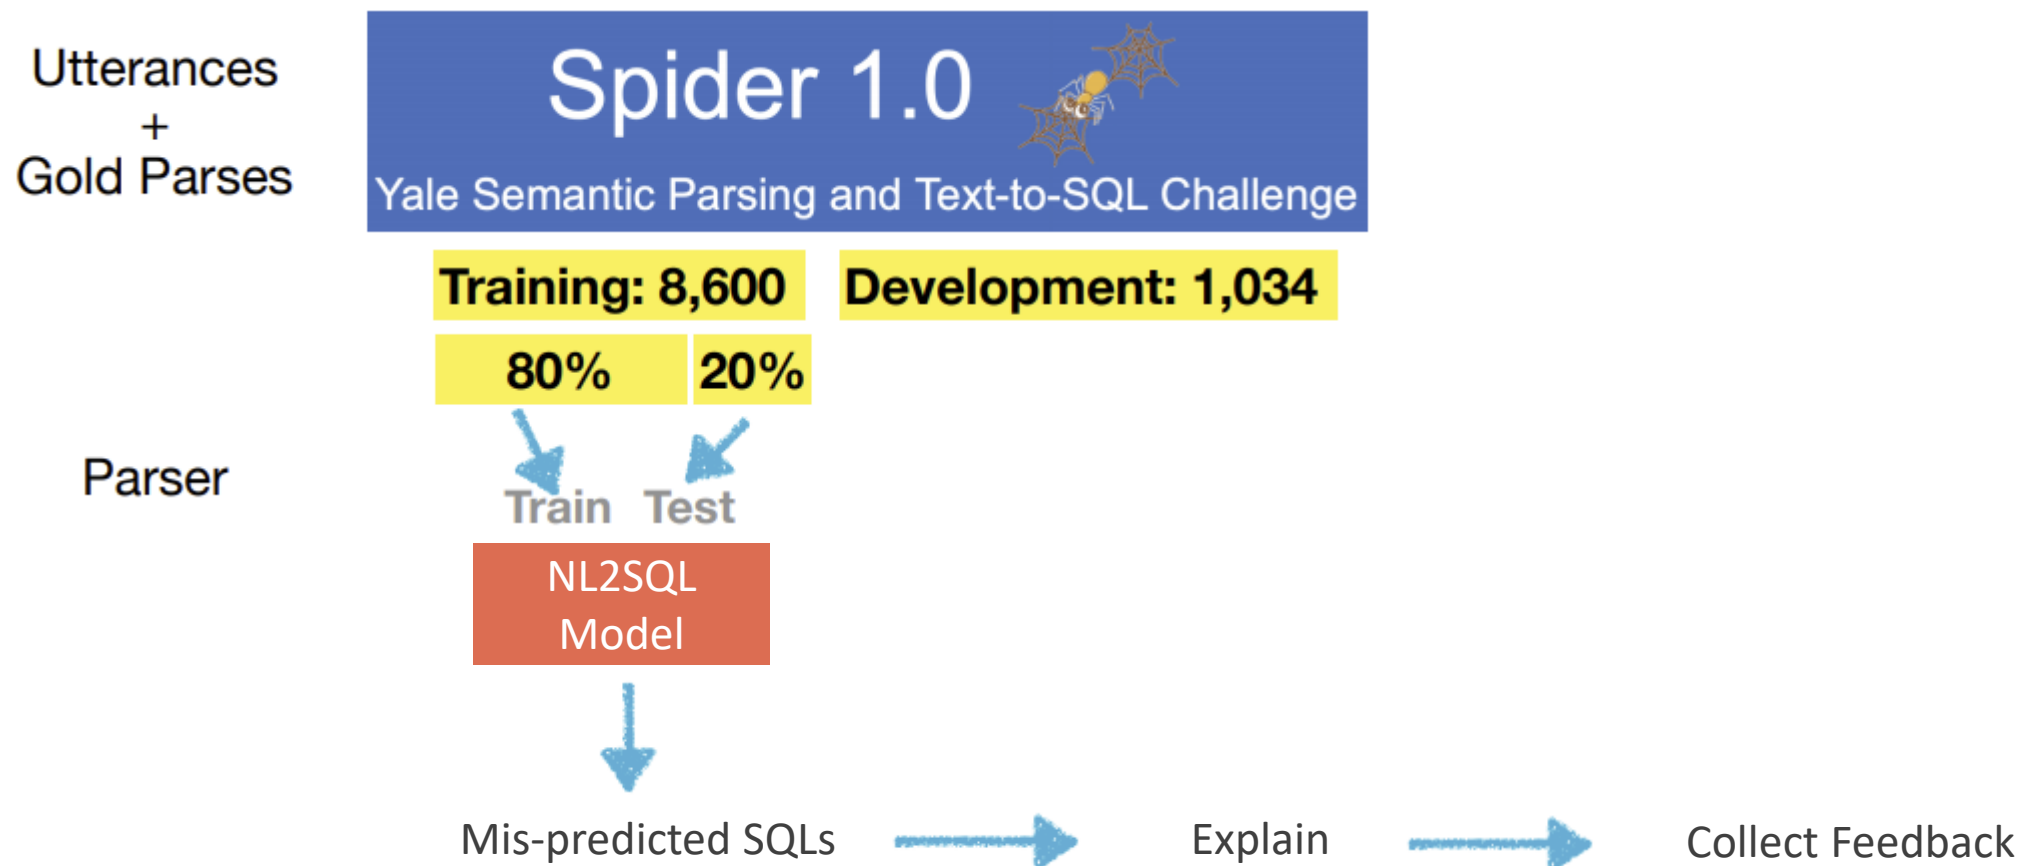 Utterances
+
Gold Parses
Spider 1.0
Yale Semantic Parsing and Text-to-SQL Challenge
Training: 8,600
Development: 1,034
80%
20%
Parser
Train
Test
NL2SQL
Model
Mis-predicted SQLs
Explain
Collect Feedback